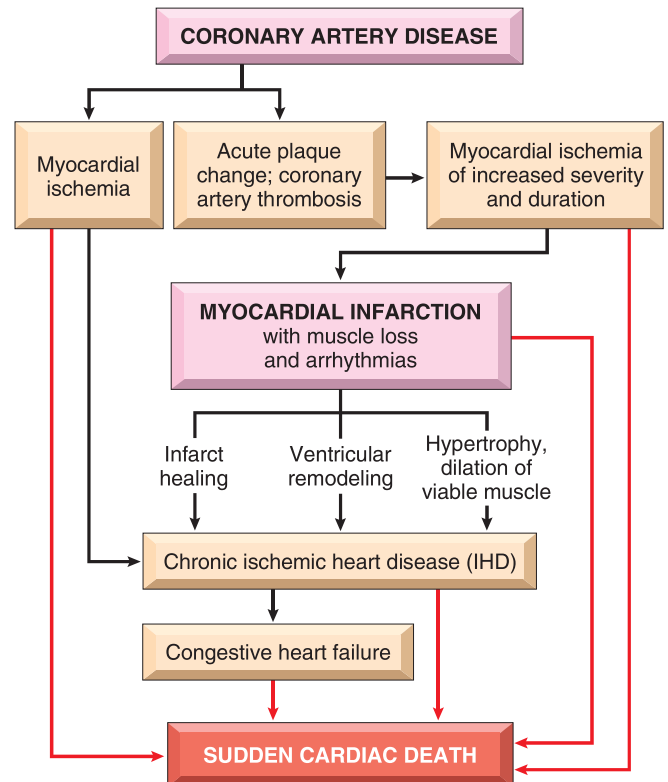 CORONARY ARTERY DISEASE
Myocardial
ischemia
Acute plaque
change; coronary
artery thrombosis
Myocardial ischemia
of increased severity
and duration
MYOCARDIAL INFARCTION
with muscle loss
and arrhythmias
Infarct
healing
Ventricular
remodeling
Hypertrophy,
dilation of
viable muscle
Chronic ischemic heart disease (IHD)
Congestive heart failure
SUDDEN CARDIAC DEATH